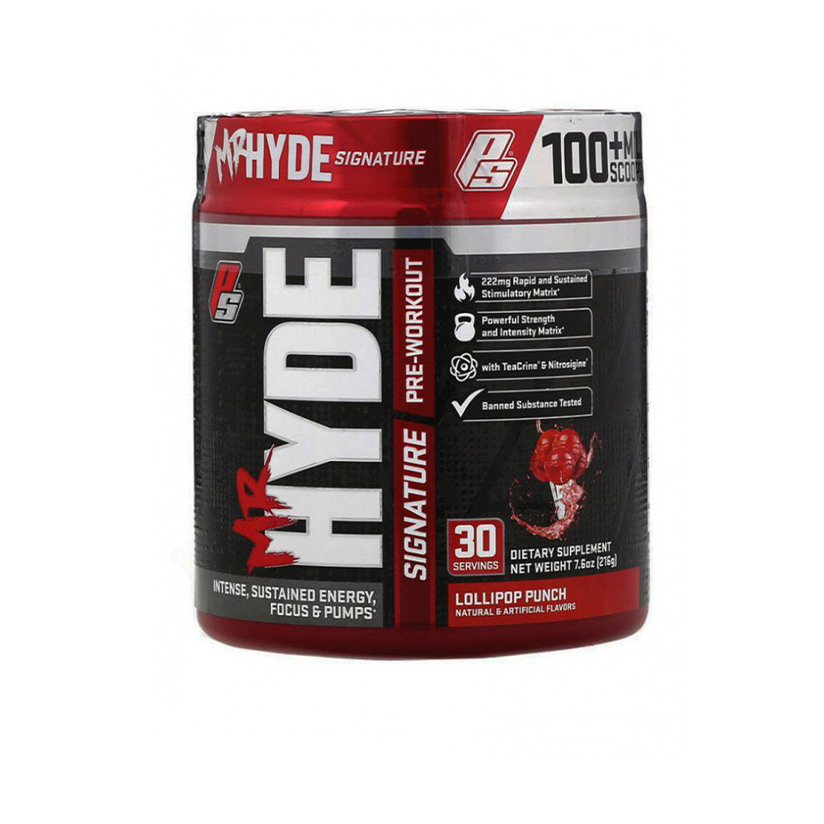 MR HYDE SIGNATURE
PS®
100+
PS®
MR
HYDE
SIGNATURE PRE-WORKOUT
222mg Rapid and Sustained
Stimulatory Matrix*
Powerful Strength
and Intensity Matrix*
with TeaCrine® & Nitrosigine®
Banned Substance Tested
30
SERVINGS
DIETARY SUPPLEMENT
NET WEIGHT 7.6oz (216g)
INTENSE, SUSTAINED ENERGY,
FOCUS & PUMPS*
LOLLIPOP PUNCH
NATURAL & ARTIFICIAL FLAVORS